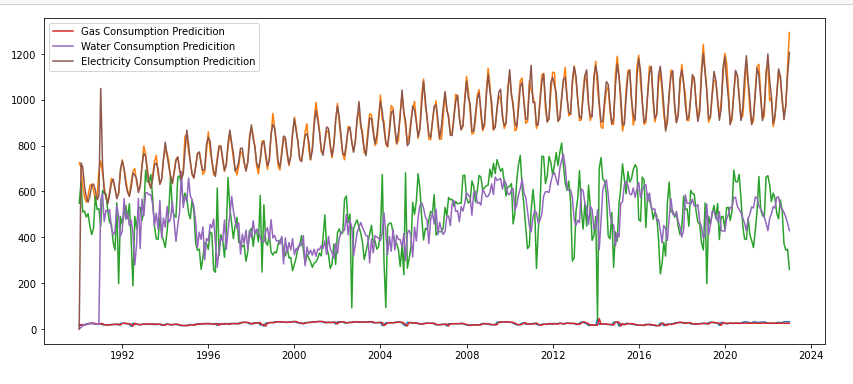 Gas Consumption Predicition
Water Consumption Predicition
Electricity Consumption Predicition
1200
1000
800
600
400
200
0
1992 1996 2000 2004 2008 2012 2016 2020 2024